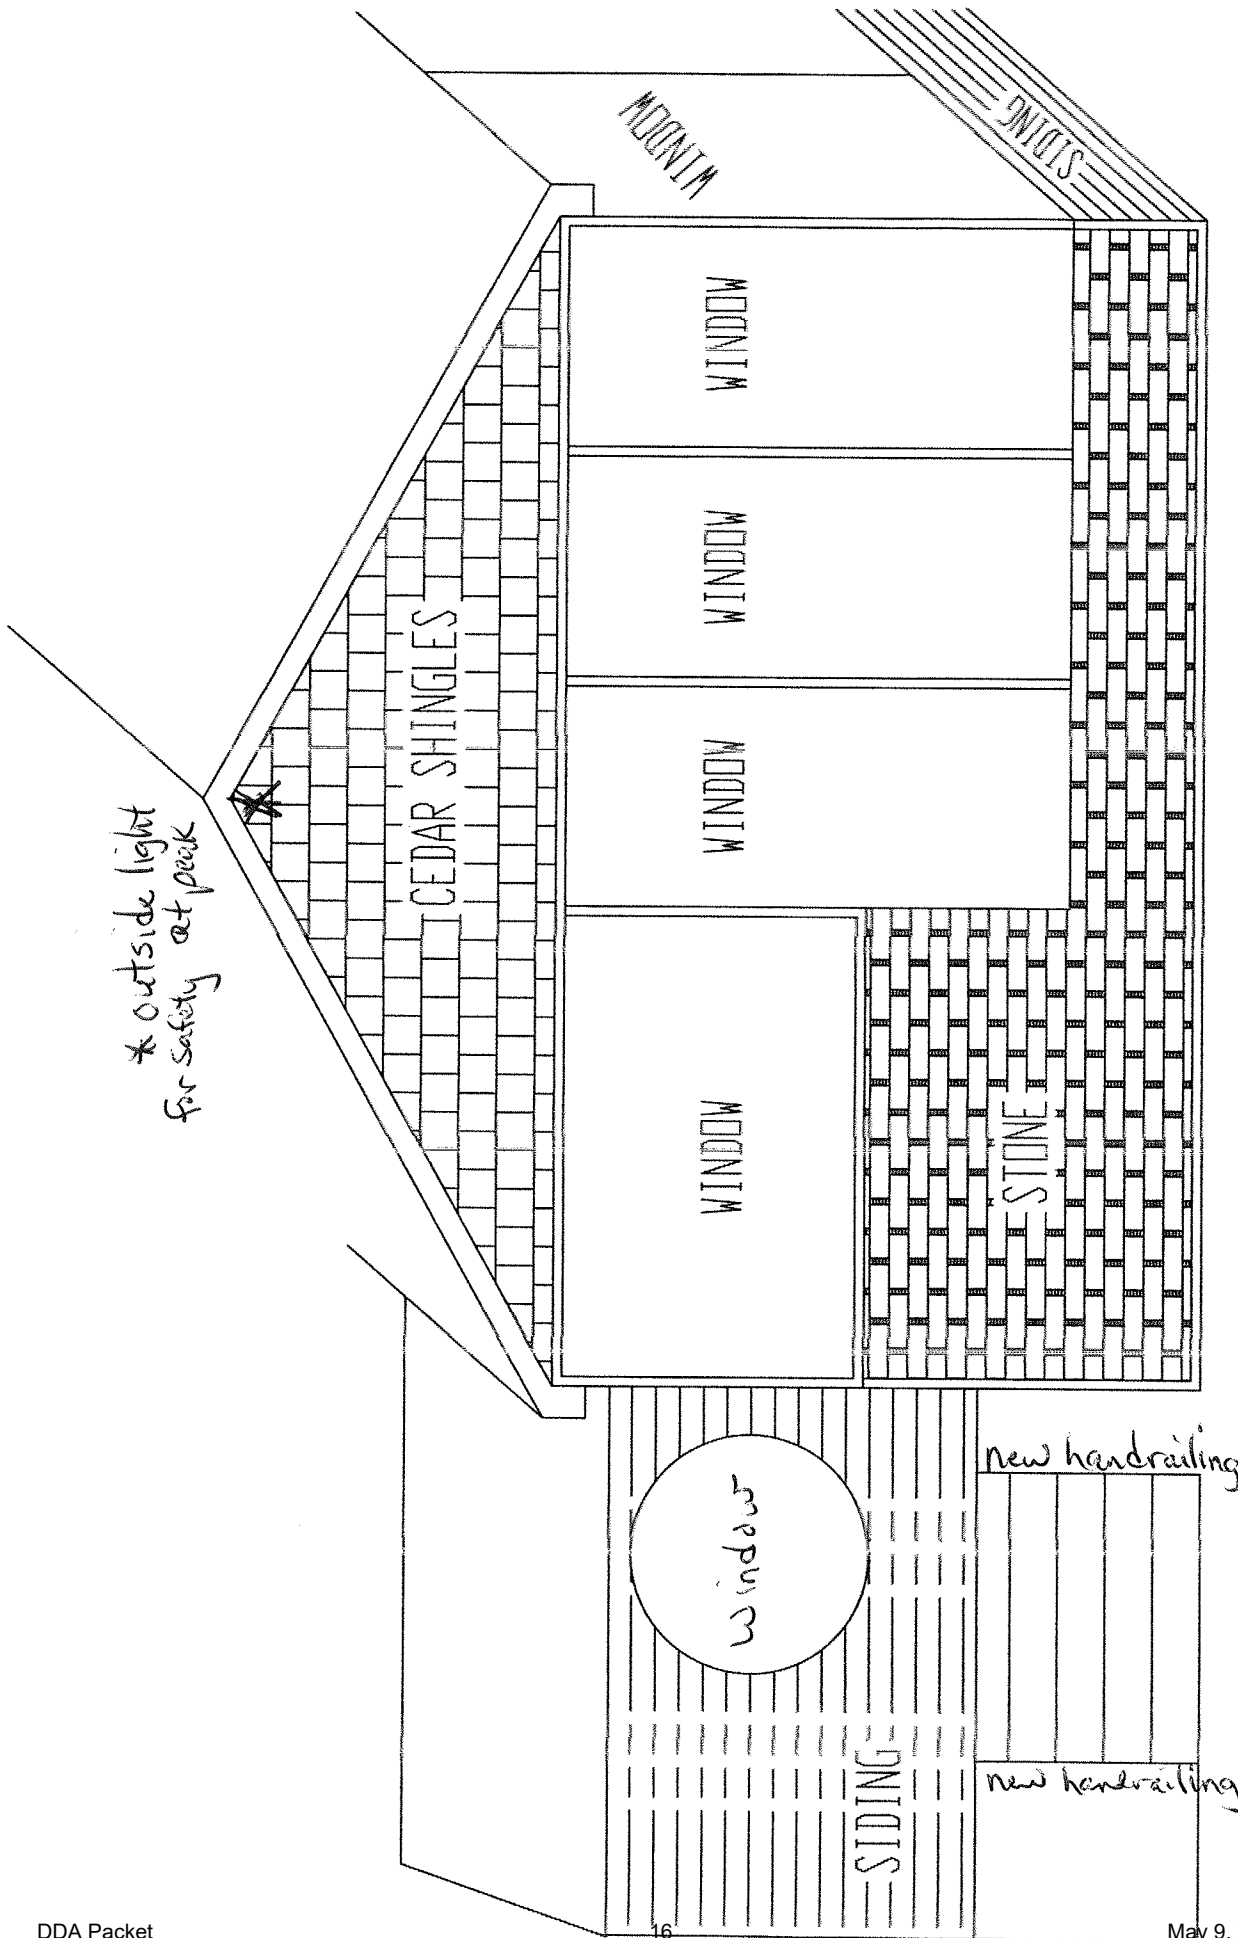 * outside light
for safety at peak
CEDAR SHINGLES
WINDOW
WINDOW
WINDOW
WINDOW
WINDOW
Window
SIDING
STONE
SIDING
new handrailing
new handrailing
DDA Packet
16
May 9,